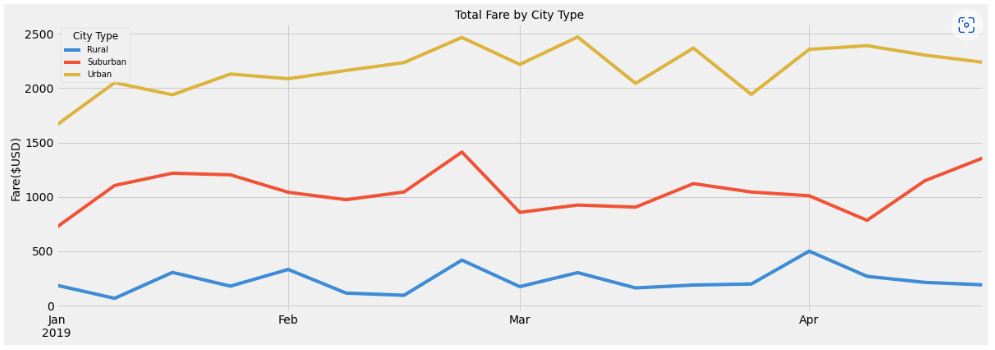 Total Fare by City Type
City Type
Rural
Suburban
Urban
Fare($USD)
2500
2000
1500
1000
500
0
Jan
2019
Feb
Mar
Apr